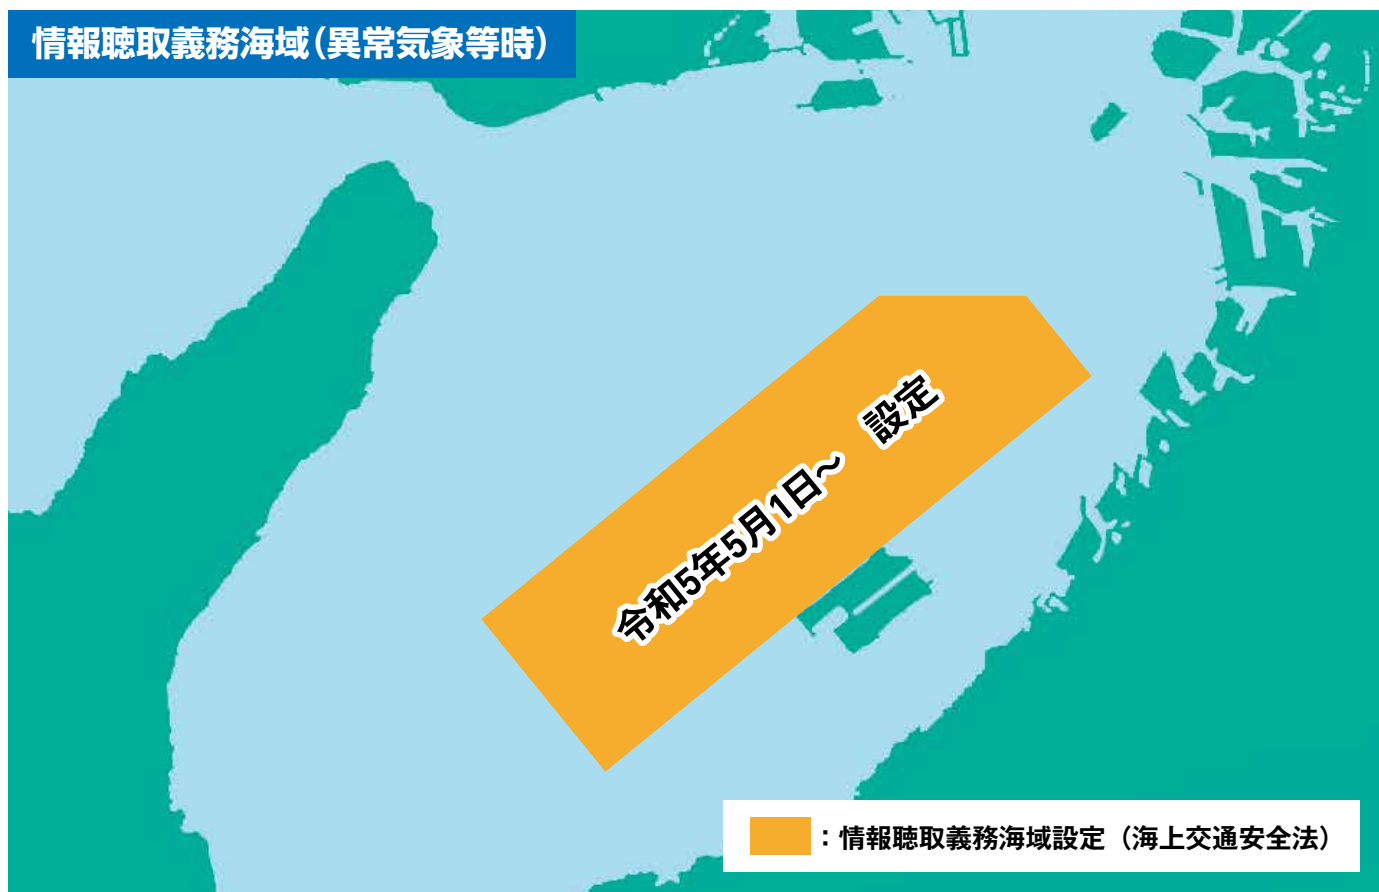 情報聴取義務海域(異常気象等時)
令和5年5月1日～　設定
：情報聴取義務海域設定（海上交通安全法）